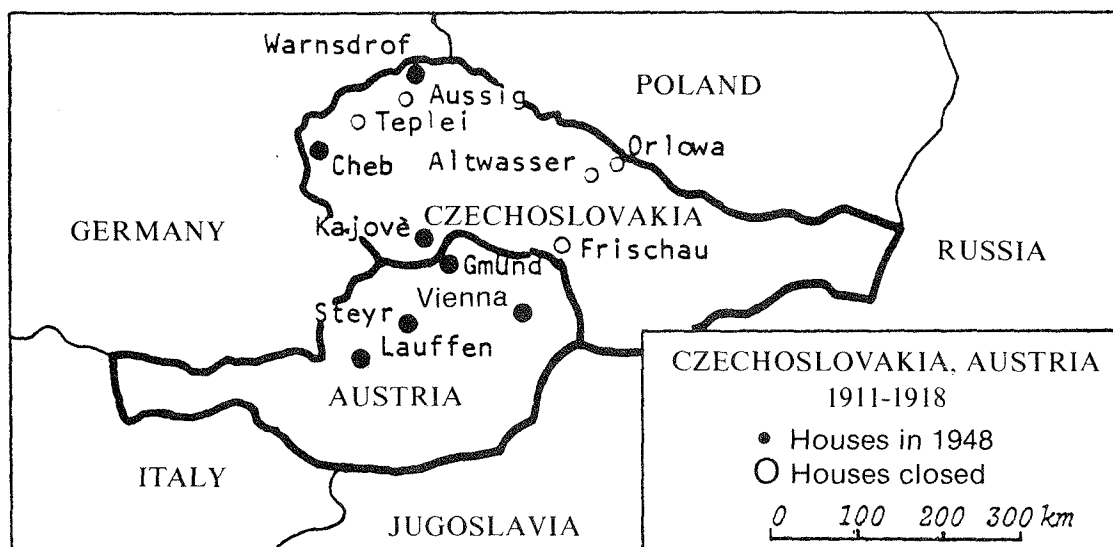 Warnsdrof
POLAND
Aussig
Teplei
Orlowa
Altwasser
Cheb
Kajovè
CZECHOSLOVAKIA
GERMANY
Frischau
RUSSIA
Gmünd
Vienna
Steyr
Lauffen
AUSTRIA
ITALY
JUGOSLAVIA
CZECHOSLOVAKIA, AUSTRIA
1911-1918
Houses in 1948
Houses closed
0 100 200 300 km